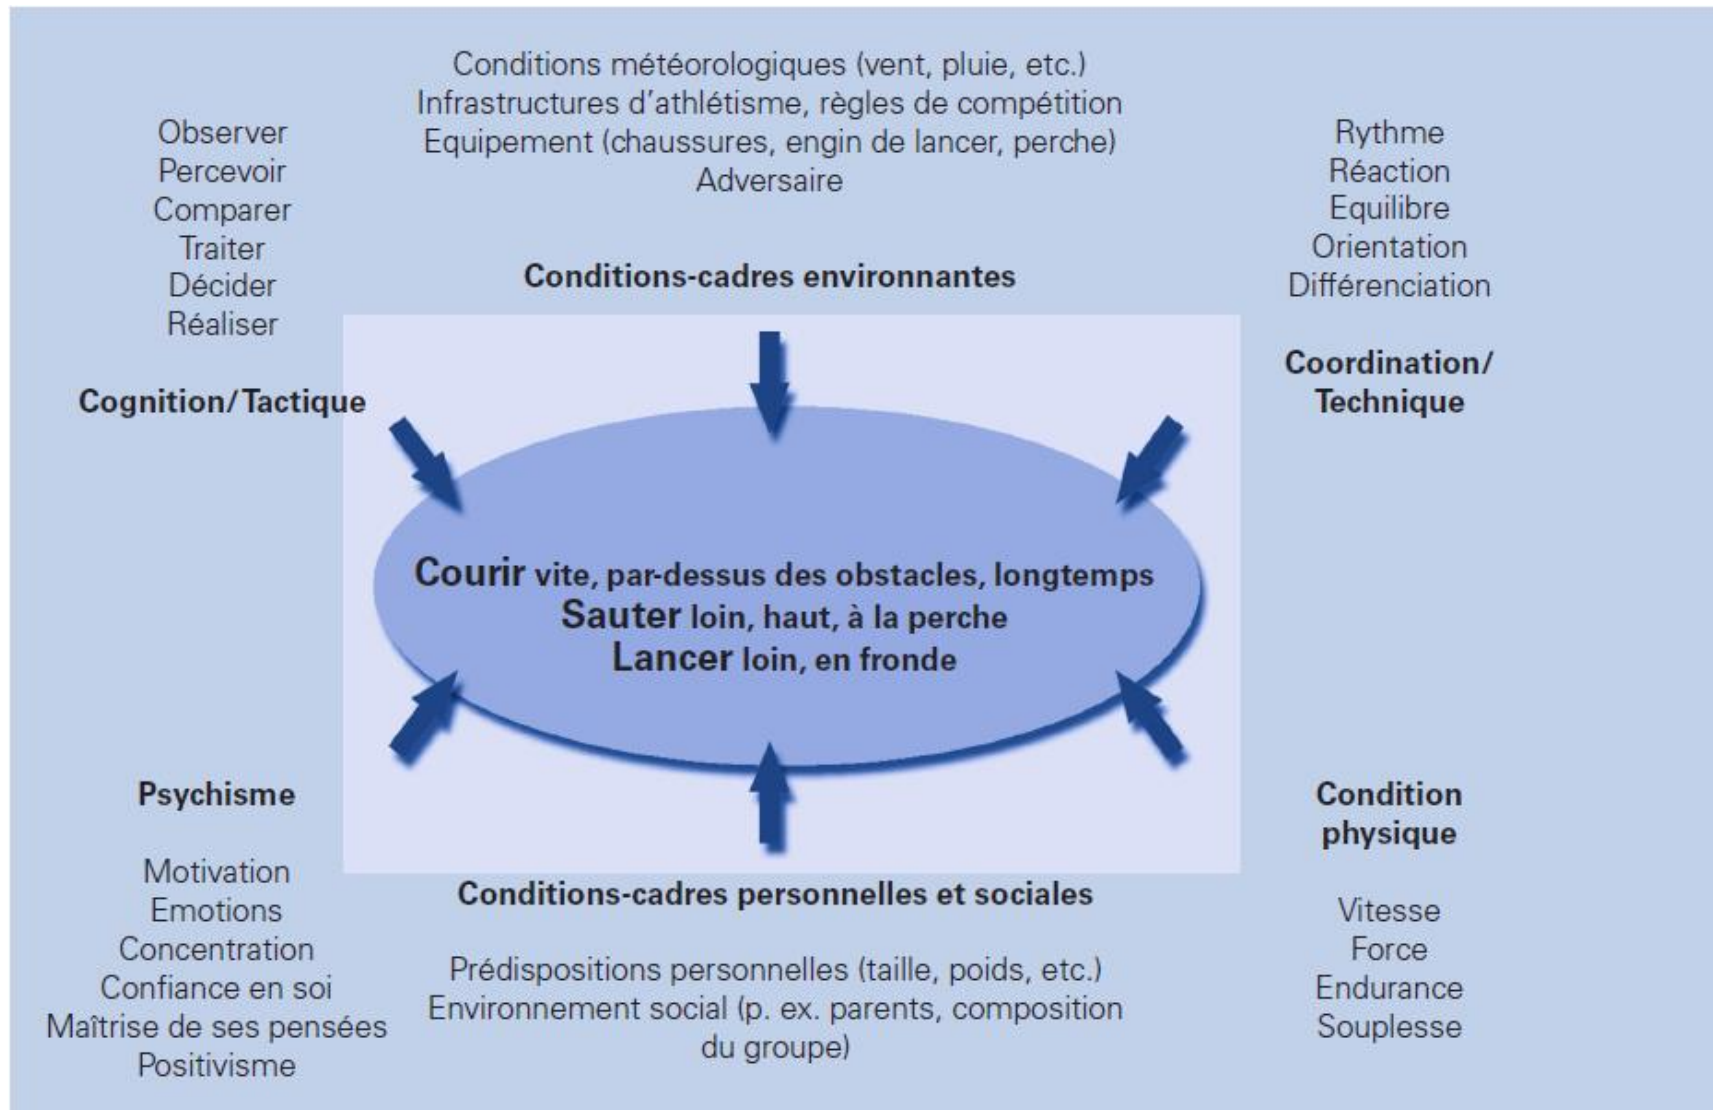 Conditions météorologiques (vent, pluie, etc.)
Infrastructures d'athlétisme, règles de compétition
Equipement (chaussures, engin de lancer, perche)
Adversaire
Conditions-cadres environnantes
Observer
Percevoir
Comparer
Traiter
Décider
Réaliser
Cognition/Tactique
Rythme
Réaction
Equilibre
Orientation
Différenciation
Coordination/
Technique
Courir vite, par-dessus des obstacles, longtemps
Sauter loin, haut, à la perche
Lancer loin, en fronde
Psychisme
Motivation
Emotions
Concentration
Confiance en soi
Maîtrise de ses pensées
Positivisme
Conditions-cadres personnelles et sociales
Prédispositions personnelles (taille, poids, etc.)
Environnement social (p. ex. parents, composition
du groupe)
Condition
physique
Vitesse
Force
Endurance
Souplesse